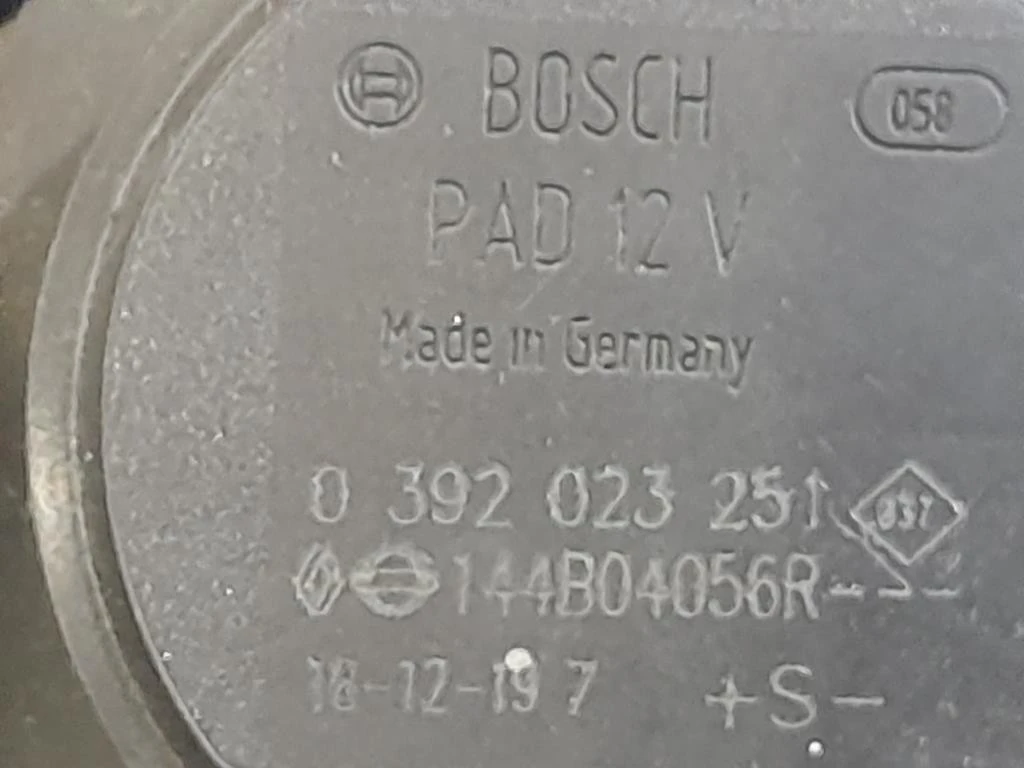 BOSCH
058
PAD 12 V
Made in Germany
0 392 023 251
037
144B04056R---
18-12-19 7
+S-